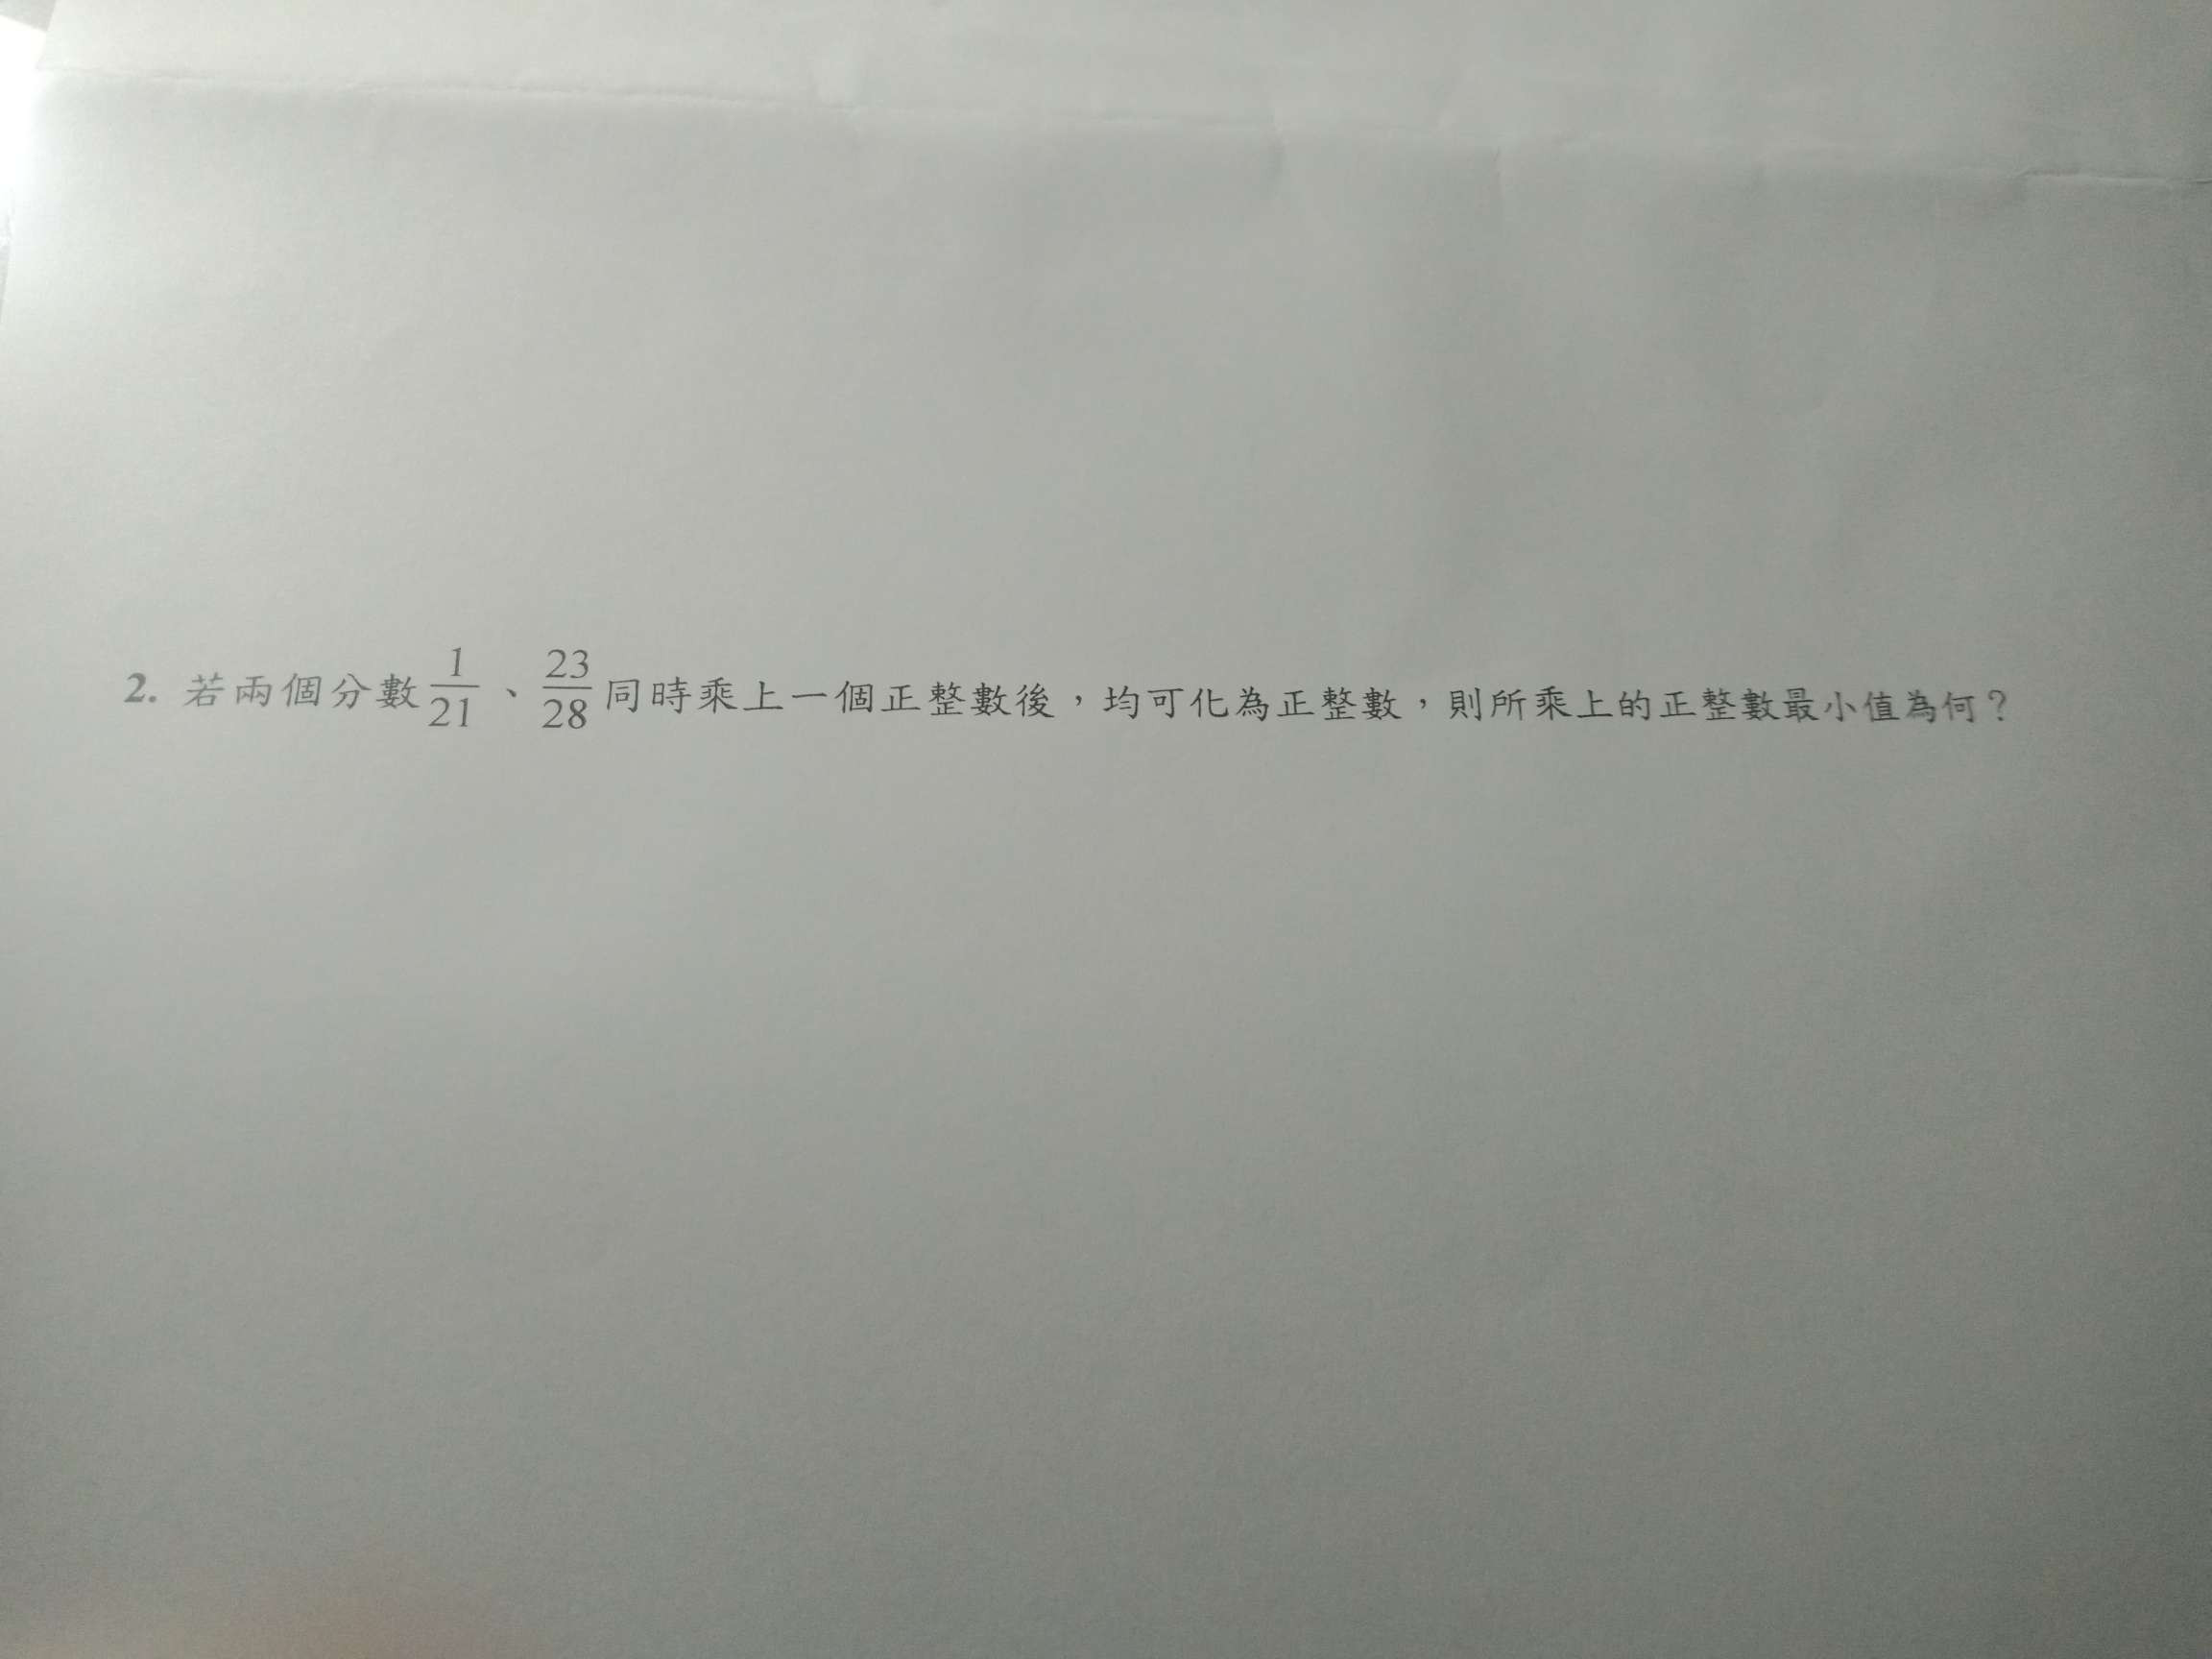 2. 若兩個分數 1/21、23/28 同時乘上一個正整數後，均可化為正整數，則所乘上的正整數最小值為何？